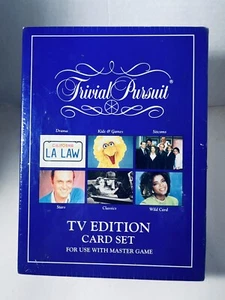 Trivial Pursuit®
Drama Kids & Games Sitcoms
CALIFORNIA
LA LAW
Stars Classics Wild Card
TV EDITION
CARD SET
FOR USE WITH MASTER GAME